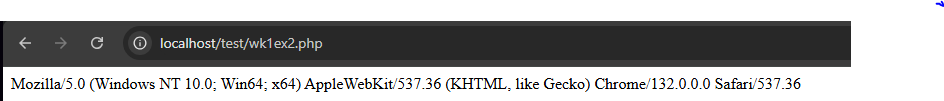 localhost/test/wk1ex2.php
Mozilla/5.0 (Windows NT 10.0; Win64; x64) AppleWebKit/537.36 (KHTML, like Gecko) Chrome/132.0.0.0 Safari/537.36